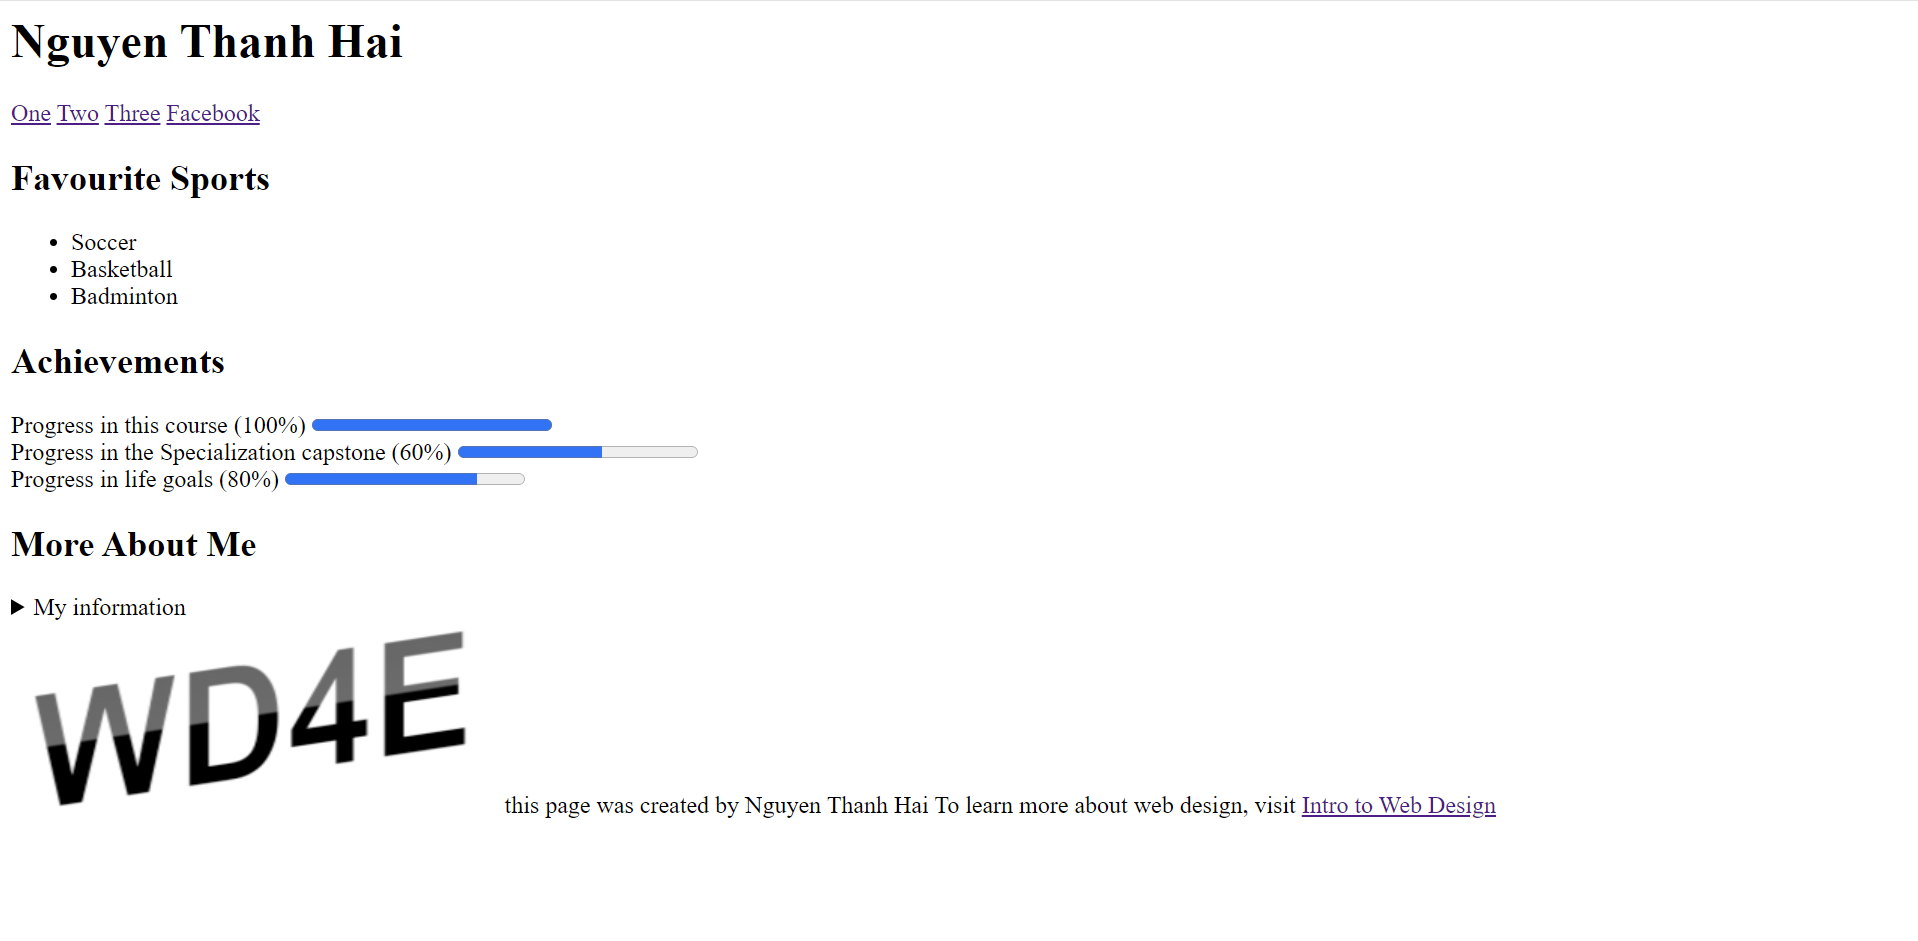 Nguyen Thanh Hai
One Two Three Facebook
Favourite Sports
Soccer
Basketball
Badminton
Achievements
Progress in this course (100%)
Progress in the Specialization capstone (60%)
Progress in life goals (80%)
More About Me
My information
WD4E
this page was created by Nguyen Thanh Hai To learn more about web design, visit Intro to Web Design